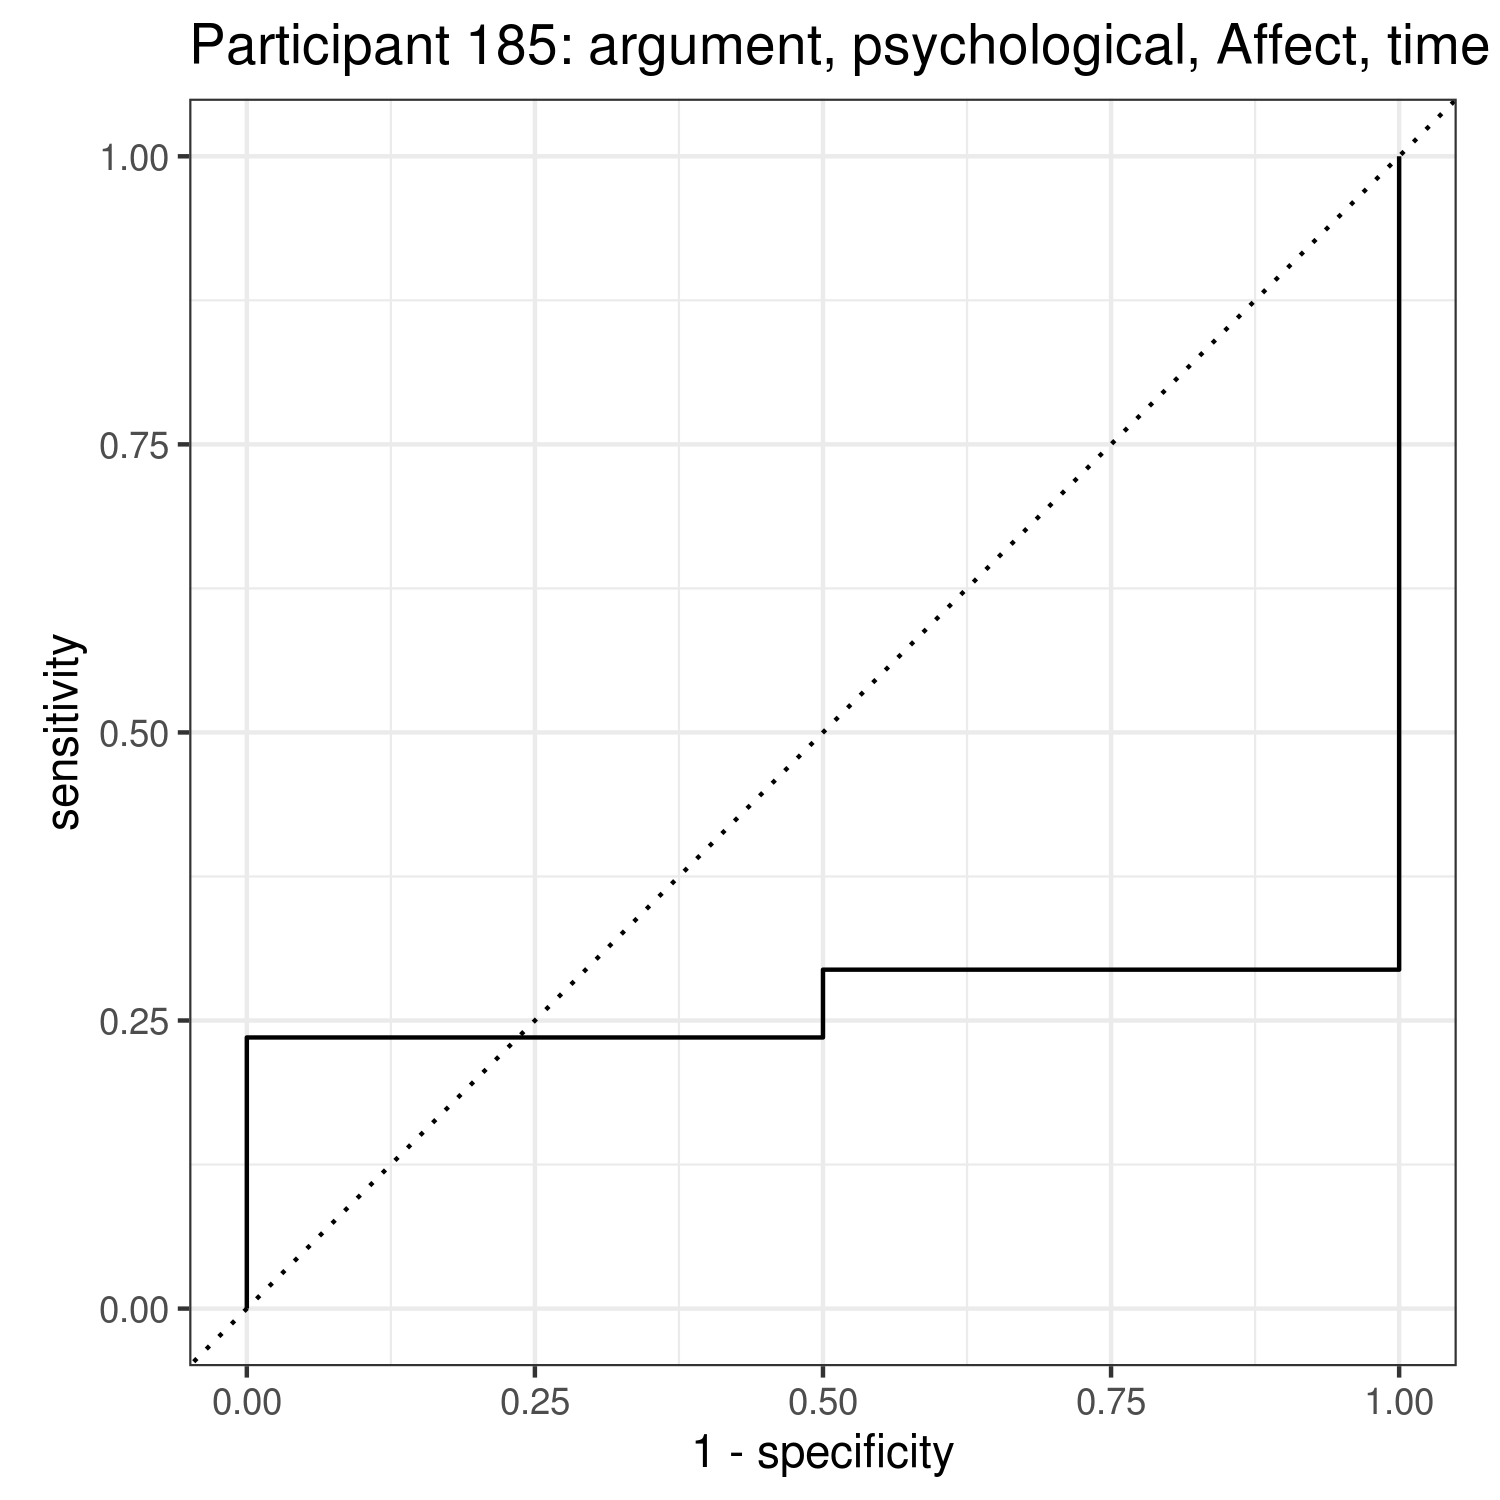 Participant 185: argument, psychological, Affect, time
1.00
0.75
0.50
0.25
0.00
sensitivity
0.00 0.25 0.50 0.75 1.00
1 - specificity